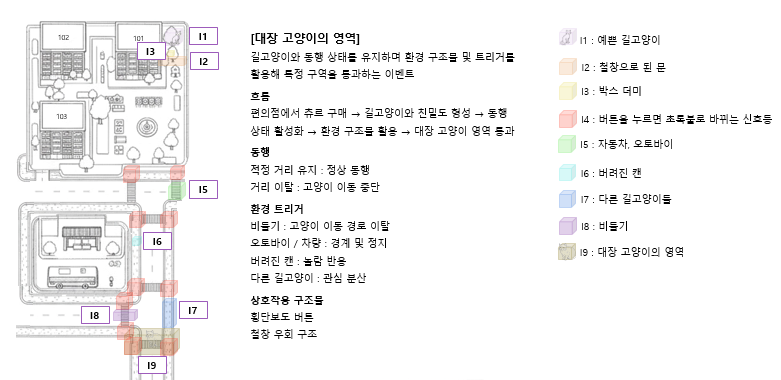 102
101
103
I1
I2
I3
I5
I6
I7
I8
I9
[대장 고양이의 영역]
길고양이와 동행 상태를 유지하며 환경 구조물 및 트리거를
활용해 특정 구역을 통과하는 이벤트
흐름
편의점에서 츄르 구매 → 길고양이와 친밀도 형성 → 동행
상태 활성화 → 환경 구조물 활용 → 대장 고양이 영역 통과
동행
적정 거리 유지 : 정상 동행
거리 이탈 : 고양이 이동 중단
환경 트리거
비둘기 : 고양이 이동 경로 이탈
오토바이 / 차량 : 경계 및 정지
버려진 캔 : 놀람 반응
다른 길고양이 : 관심 분산
상호작용 구조물
횡단보도 버튼
철창 우회 구조
I1 : 예쁜 길고양이
I2 : 철창으로 된 문
I3 : 박스 더미
I4 : 버튼을 누르면 초록불로 바뀌는 신호등
I5 : 자동차, 오토바이
I6 : 버려진 캔
I7 : 다른 길고양이들
I8 : 비둘기
I9 : 대장 고양이의 영역